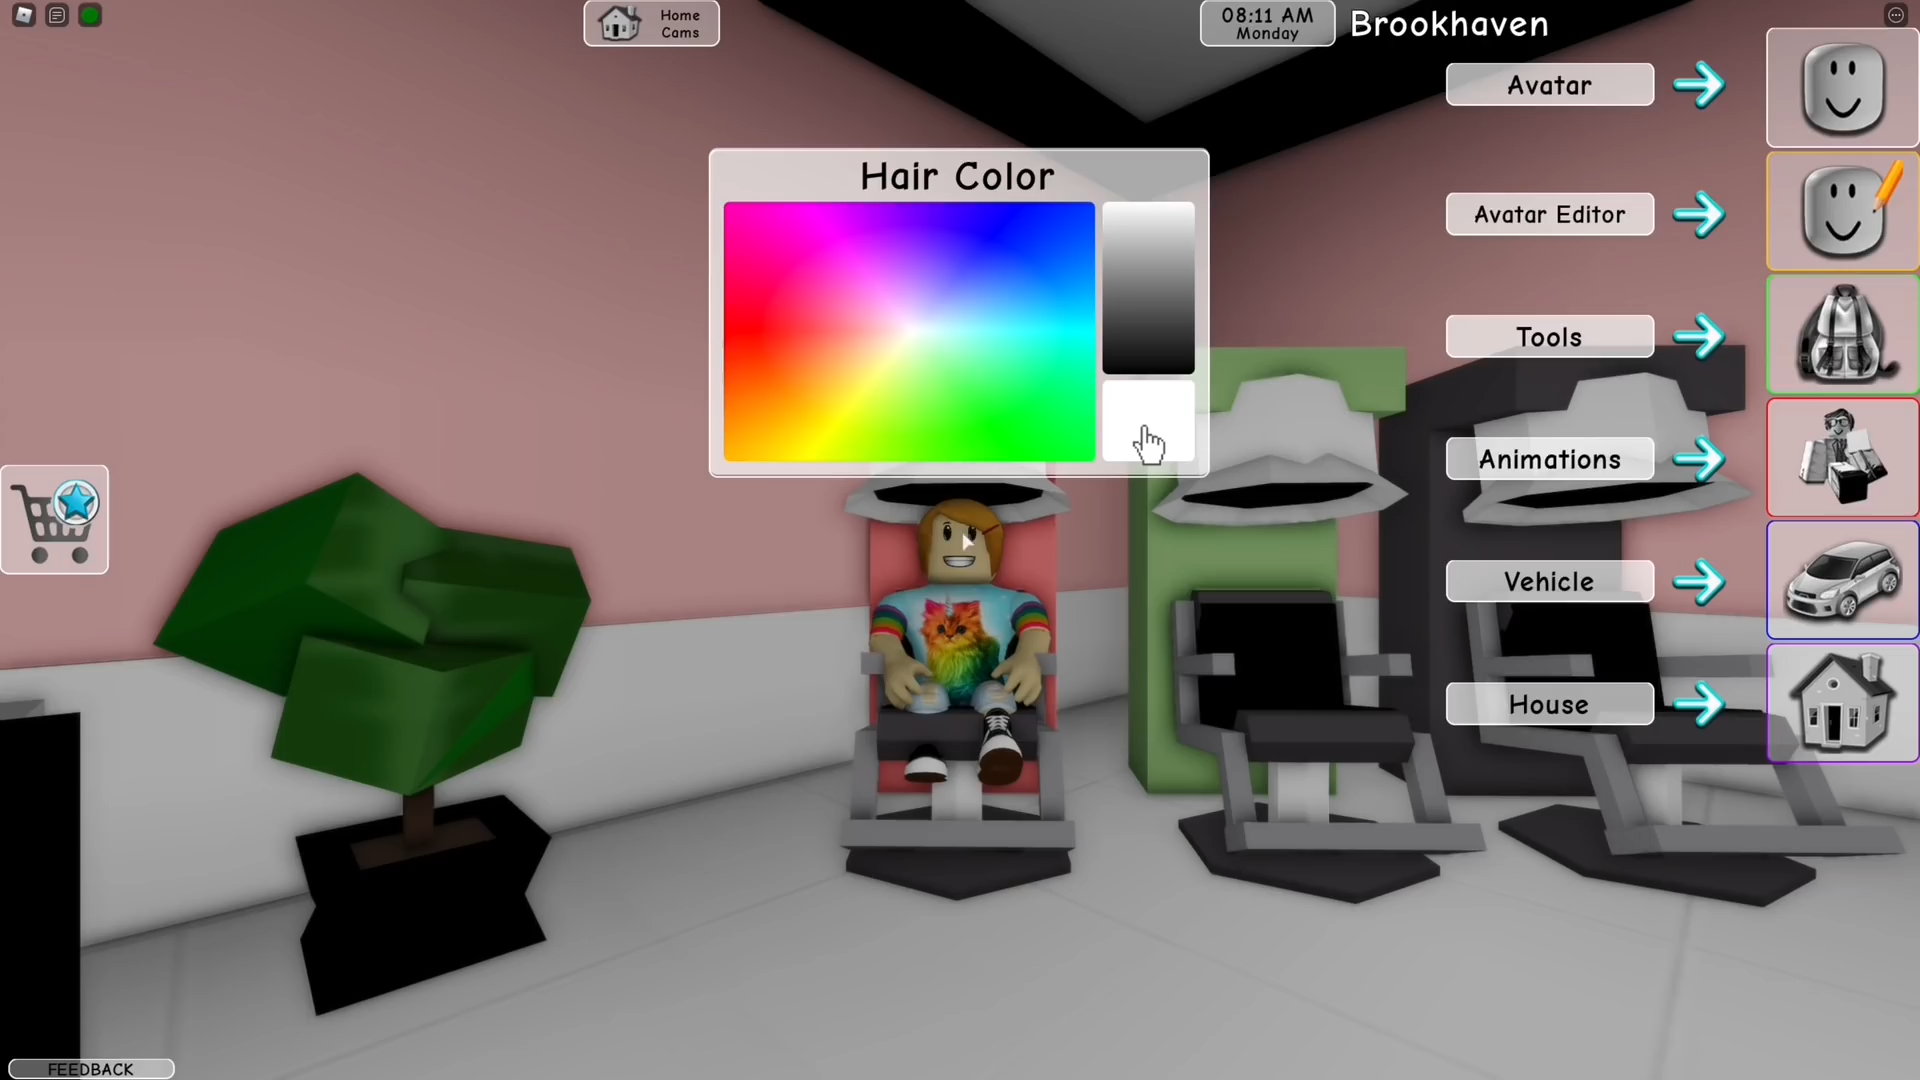 Home
Cams
08:11 AM
Monday
Brookhaven
Avatar
Hair Color
Avatar Editor
Tools
Animations
Vehicle
House
FEEDBACK